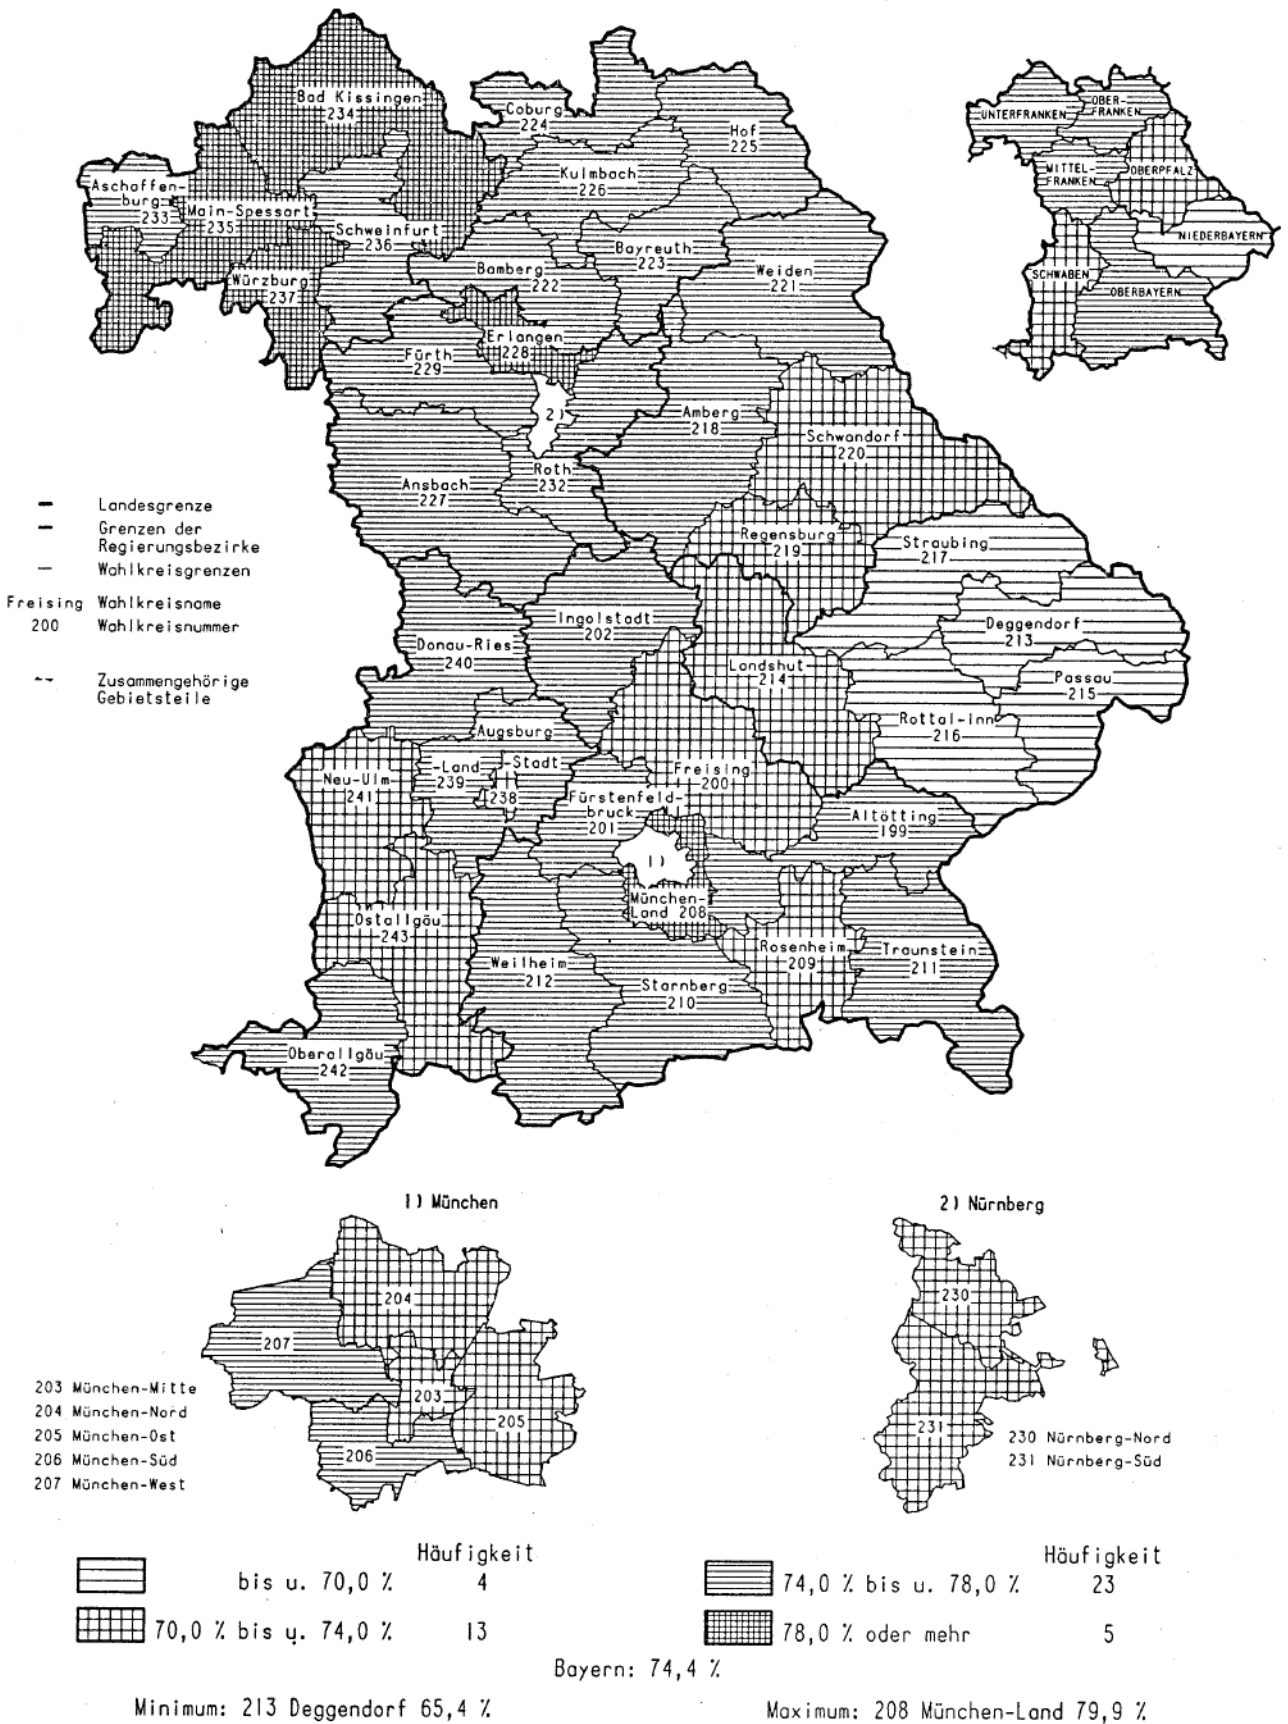 Bad Kissingen
234
Coburg
224
Hof
225
UNTERFRANKEN
OBER-
FRANKEN
Aschaffen-
burg
233
Kulmbach
226
MITTEL-
FRANKEN
OBERPFALZ
Main-Spessart
235
Schweinfurt
236
Bayreuth
223
NIEDERBAYERN
Würzburg
237
Bamberg
222
Weiden
221
SCHWABEN
OBERBAYERN
Erlangen
228
Fürth
229
2)
Amberg
218
Schwandorf
220
Roth
232
Ansbach
227
Landesgrenze
Grenzen der
Regierungsbezirke
Wahlkreisgrenzen
Freising Wahlkreisname
200 Wahlkreisnummer
Zusammengehörige
Gebietsteile
Regensburg
219
Straubing
217
Ingolstadt
202
Deggendorf
213
Donau-Ries
240
Landshut
214
Passau
215
Rottal-Inn
216
Augsburg
-Land
239
-Stadt
238
Neu-Ulm
241
Freising
200
Fürstenfeld-
bruck
201
Altötting
199
1)
München-
Land 208
Ostallgäu
243
Weilheim
212
Starnberg
210
Rosenheim
209
Traunstein
211
Oberallgäu
242
1) München
2) Nürnberg
204
207
203
205
206
230
231
203 München-Mitte
204 München-Nord
205 München-Ost
206 München-Süd
207 München-West
230 Nürnberg-Nord
231 Nürnberg-Süd
Häufigkeit
bis u. 70,0 % 4
70,0 % bis u. 74,0 % 13
Häufigkeit
74,0 % bis u. 78,0 % 23
78,0 % oder mehr 5
Bayern: 74,4 %
Minimum: 213 Deggendorf 65,4 %
Maximum: 208 München-Land 79,9 %